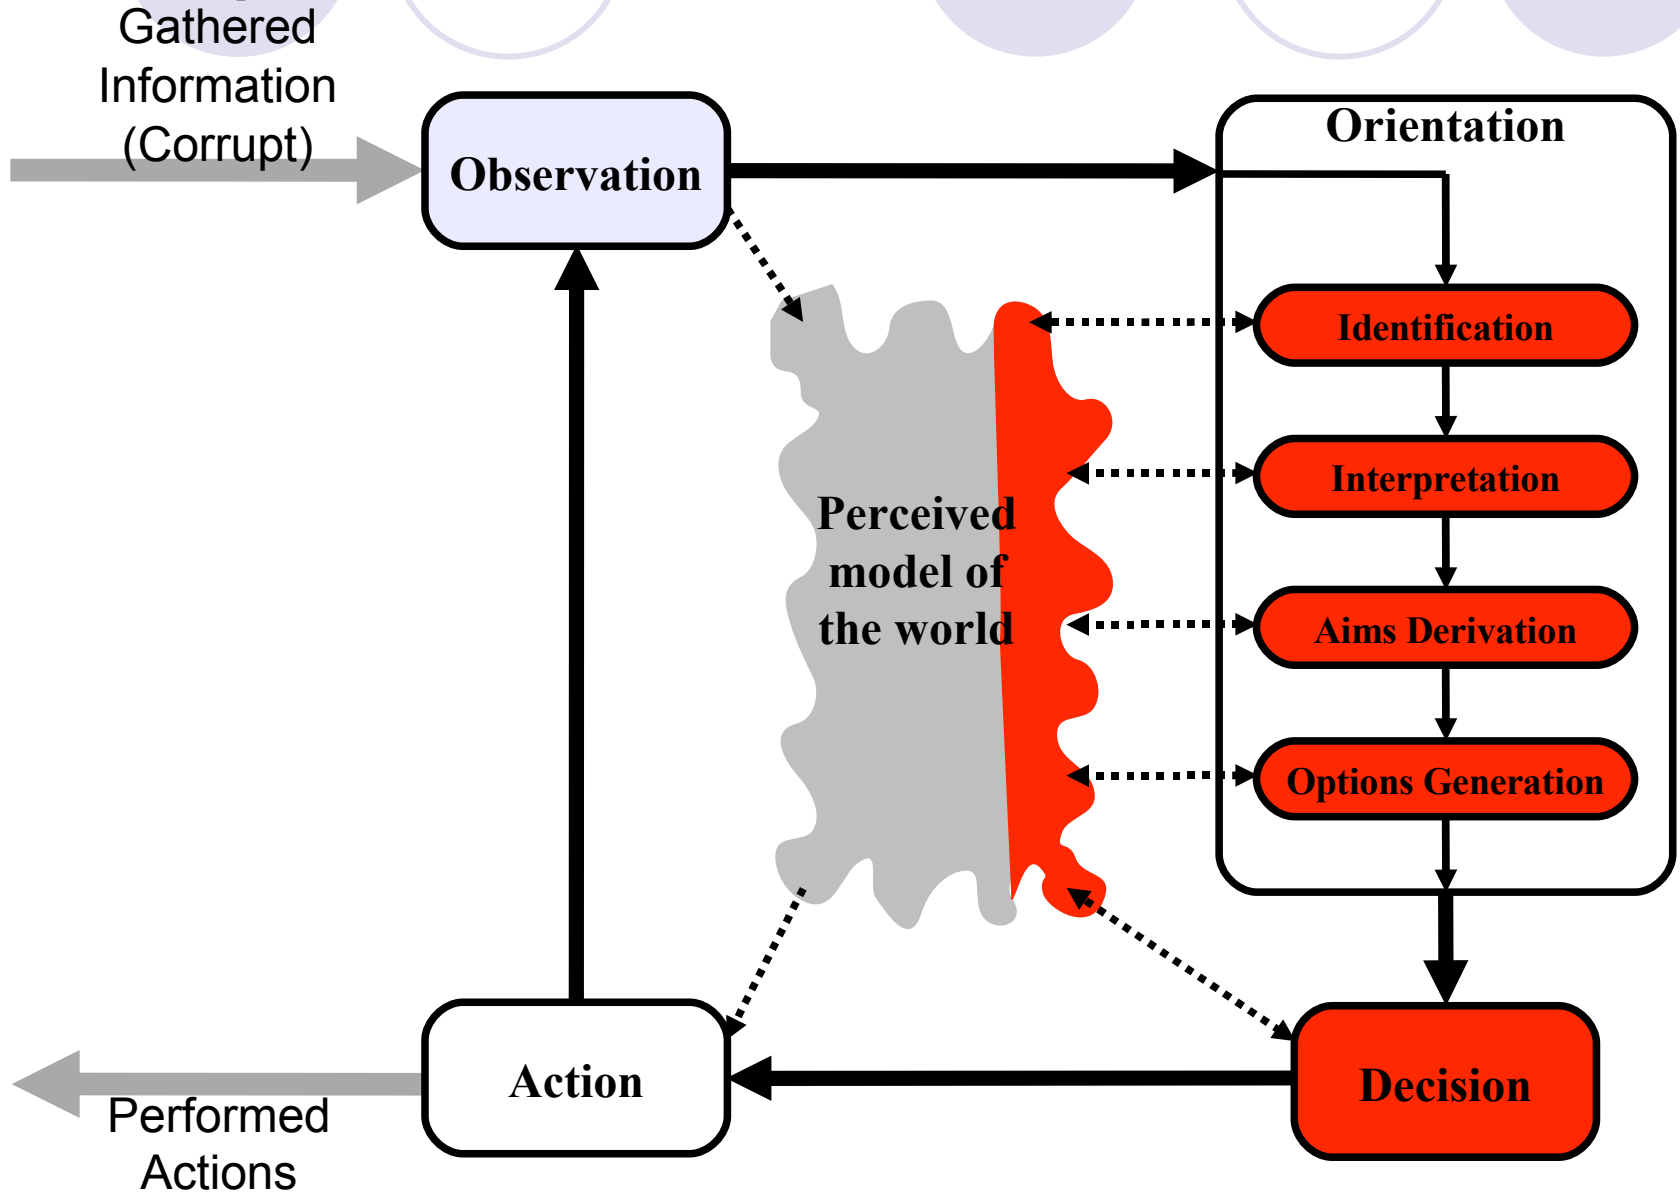 Gathered
Information
(Corrupt)
Observation
Orientation
Identification
Interpretation
Aims Derivation
Options Generation
Perceived
model of
the world
Action
Decision
Performed
Actions